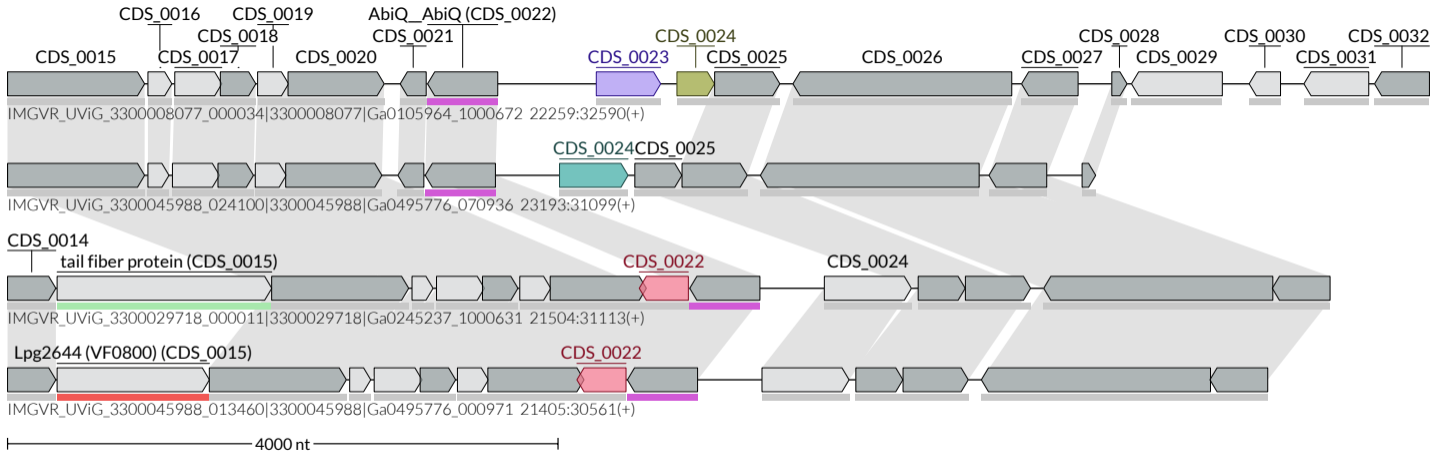 CDS_0016 CDS_0019 AbiQ__AbiQ (CDS_0022)
CDS_0018 CDS_0021 CDS_0024 CDS_0028 CDS_0030 CDS_0032
CDS_0015 CDS_0017 CDS_0020 CDS_0023 CDS_0025 CDS_0026 CDS_0027 CDS_0029 CDS_0031
IMGVR_UViG_3300008077_000034|3300008077|Ga0105964_1000672 22259:32590(+)
CDS_0024 CDS_0025
IMGVR_UViG_3300045988_024100|3300045988|Ga0495776_070936 23193:31099(+)
CDS_0014
tail fiber protein (CDS_0015) CDS_0022 CDS_0024
IMGVR_UViG_3300029718_000011|3300029718|Ga0245237_1000631 21504:31113(+)
Lpg2644 (VF0800) (CDS_0015) CDS_0022
IMGVR_UViG_3300045988_013460|3300045988|Ga0495776_000971 21405:30561(+)
4000 nt